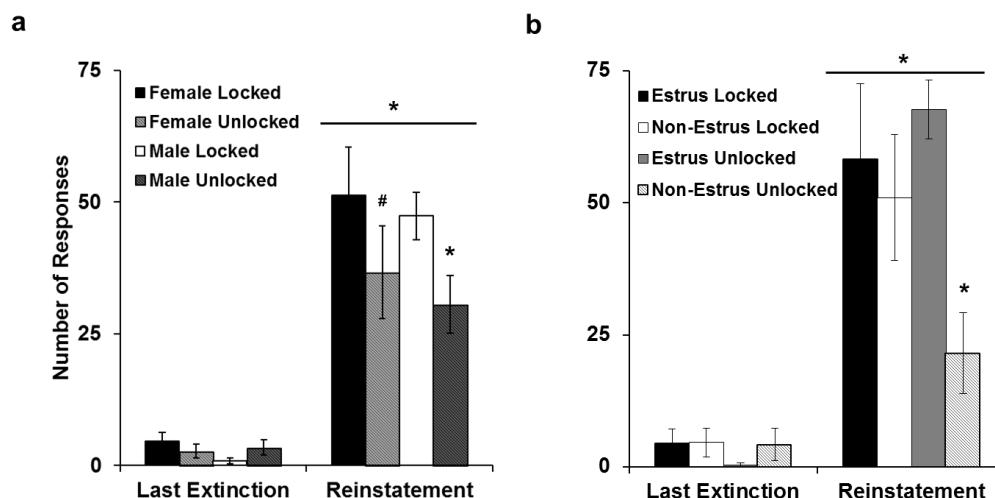 a
75
Female Locked
Female Unlocked
Male Locked
Male Unlocked
*
#
*
50
25
0
Number of Responses
Last Extinction
Reinstatement
b
*
75
Estrus Locked
Non-Estrus Locked
Estrus Unlocked
Non-Estrus Unlocked
*
50
25
0
Last Extinction
Reinstatement